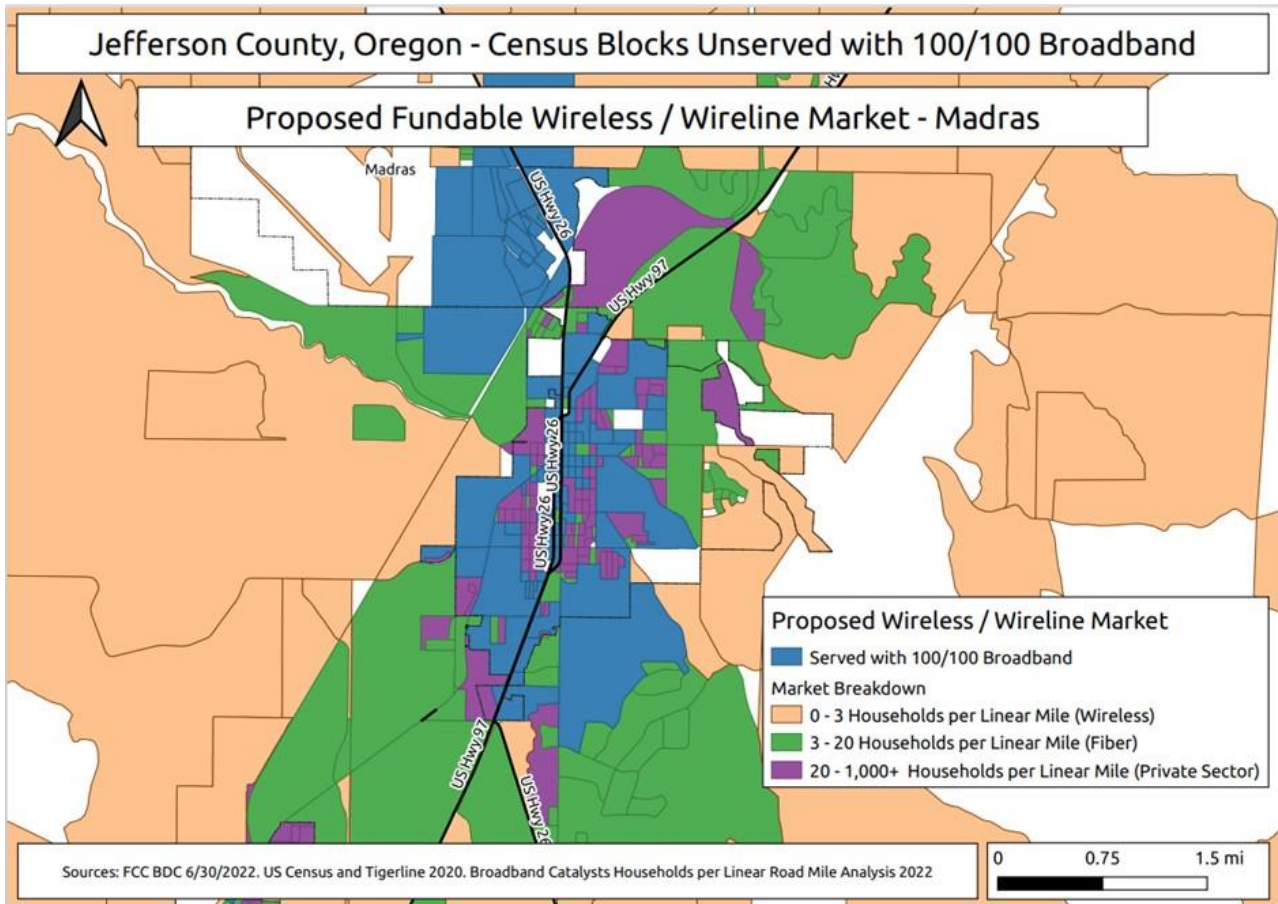 Jefferson County, Oregon - Census Blocks Unserved with 100/100 Broadband
Proposed Fundable Wireless / Wireline Market - Madras
Madras
US Hwy 26
US Hwy 97
US Hwy26
US Hwy 26
US Hwy 97
US Hwy 26
Proposed Wireless / Wireline Market
Served with 100/100 Broadband
Market Breakdown
0 - 3 Households per Linear Mile (Wireless)
3 - 20 Households per Linear Mile (Fiber)
20 - 1,000+ Households per Linear Mile (Private Sector)
Sources: FCC BDC 6/30/2022. US Census and Tigerline 2020. Broadband Catalysts Households per Linear Road Mile Analysis 2022
0 0.75 1.5 mi